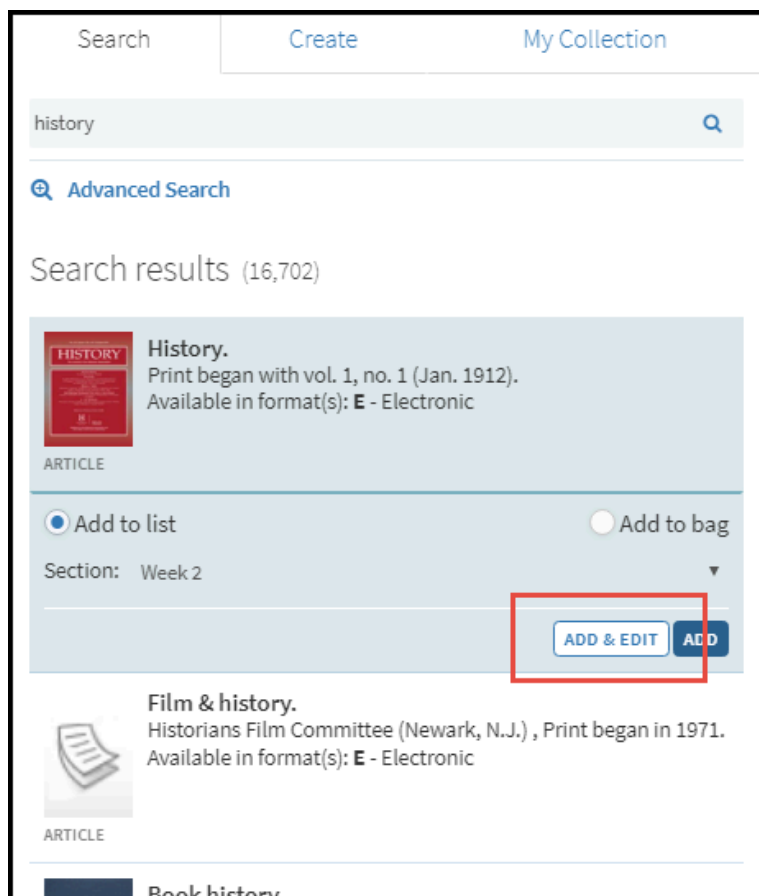 Search Create My Collection
history
Advanced Search
Search results (16,702)
HISTORY
History.
Print began with vol. 1, no. 1 (Jan. 1912).
Available in format(s): E - Electronic
ARTICLE
Add to list Add to bag
Section: Week 2
ADD & EDIT ADD
Film & history.
Historians Film Committee (Newark, N.J.) , Print began in 1971.
Available in format(s): E - Electronic
ARTICLE
Book history